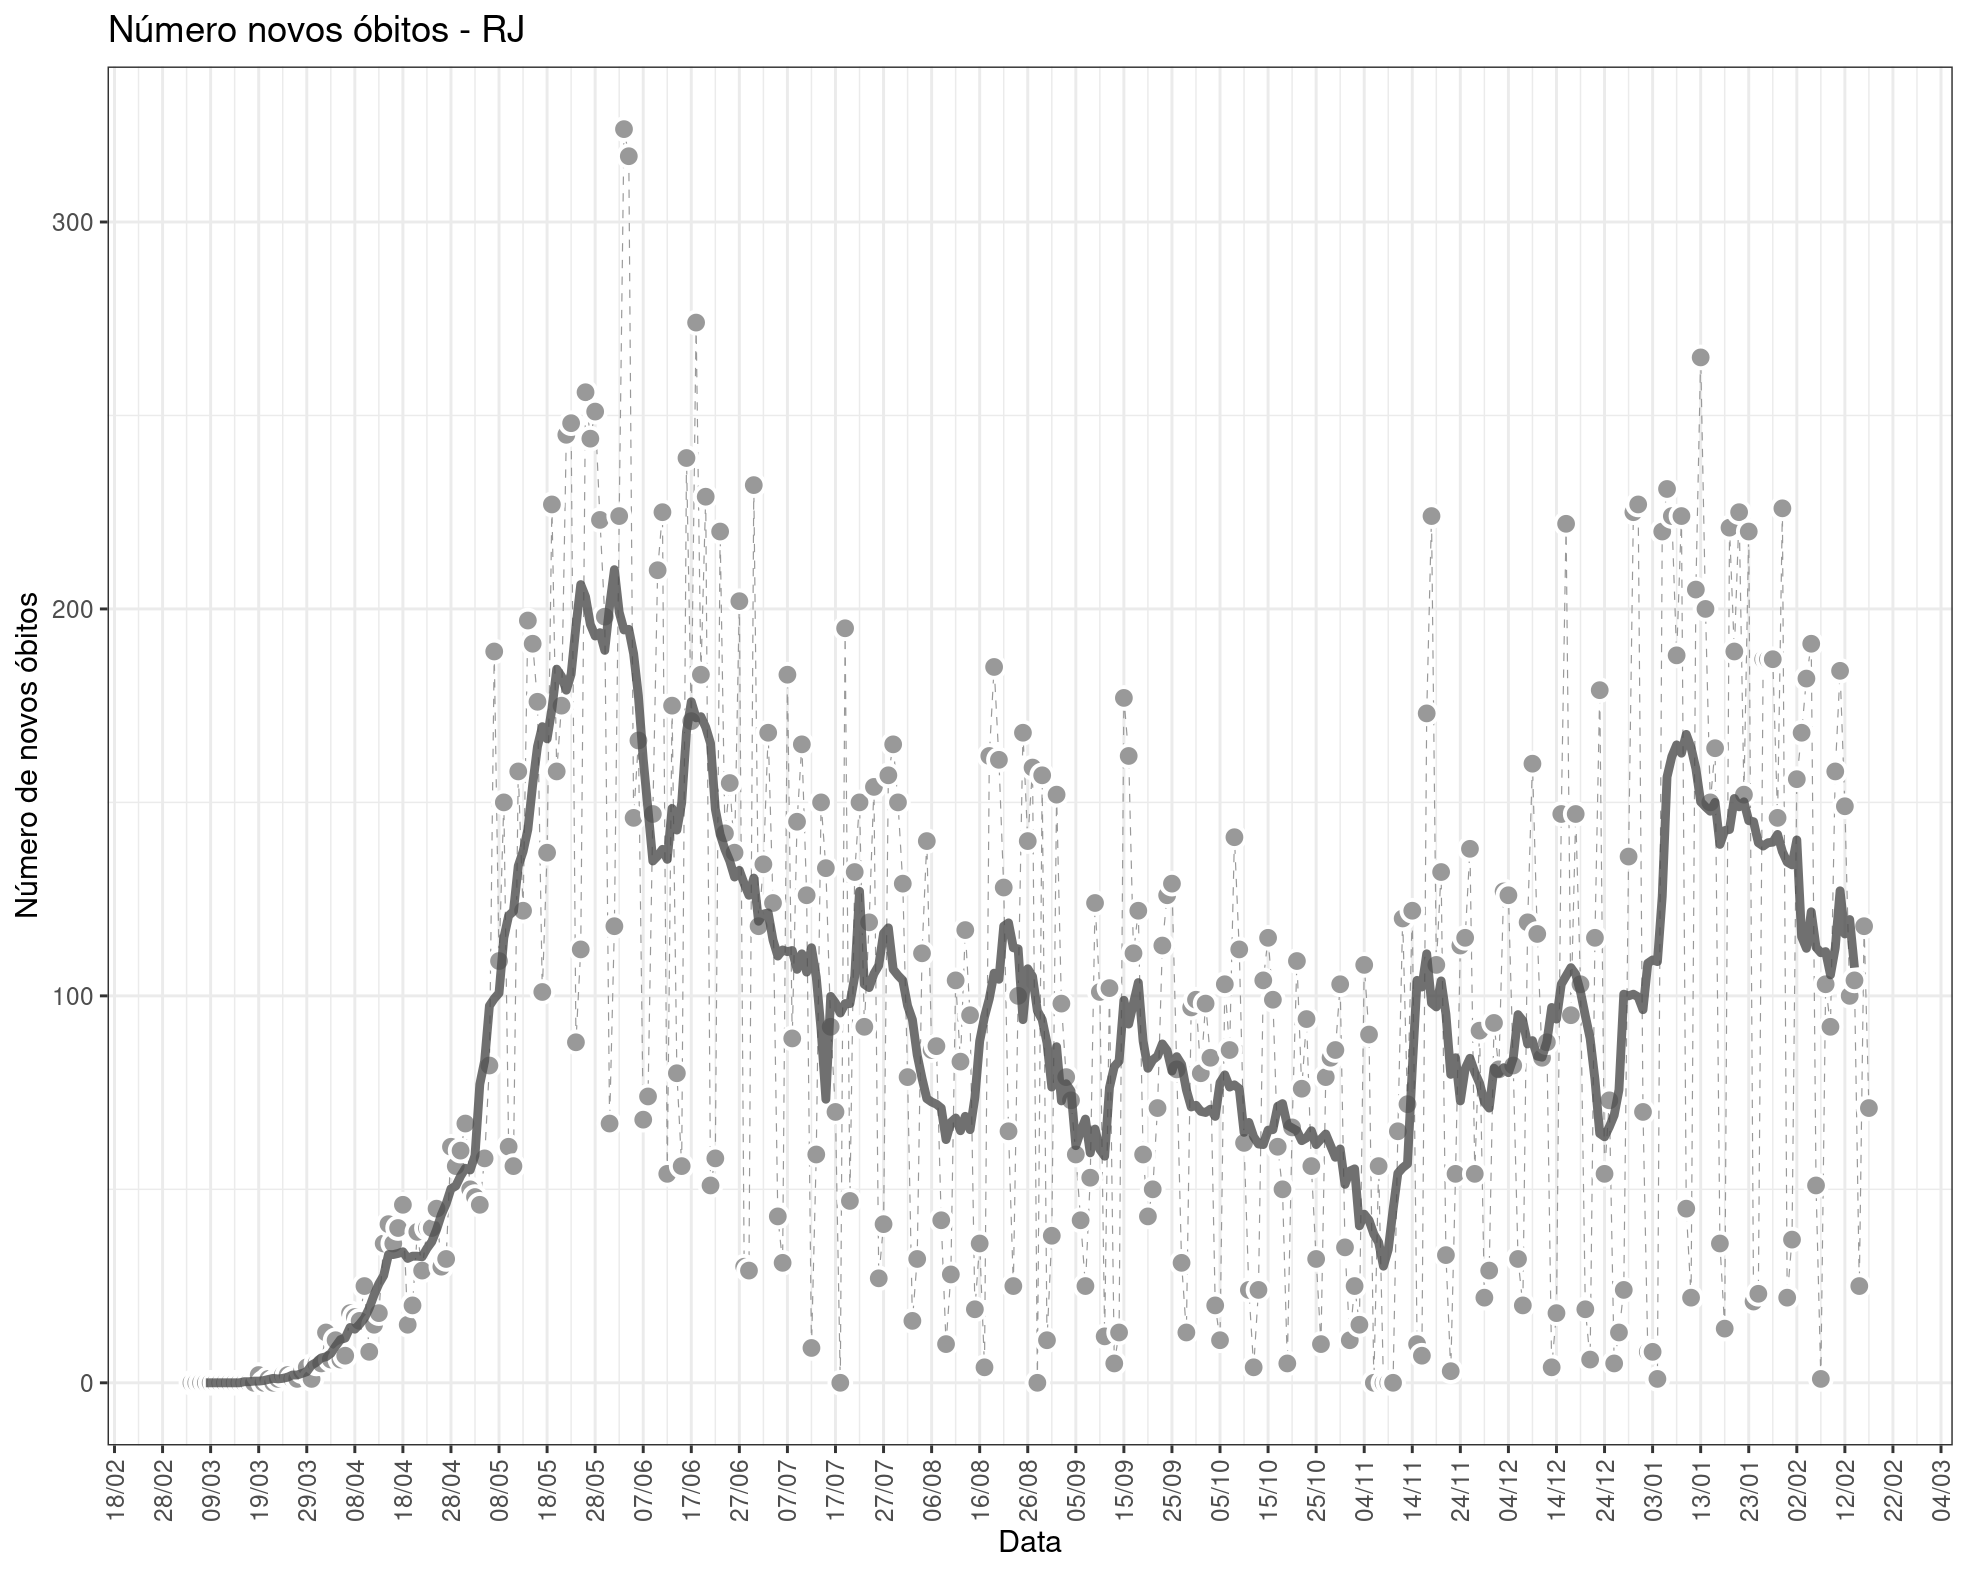 Número novos óbitos - RJ
Número de novos óbitos
300
200
100
0
18/02 28/02 09/03 19/03 29/03 08/04 18/04 28/04 08/05 18/05 28/05 07/06 17/06 27/06 07/07 17/07 27/07 06/08 16/08 26/08 05/09 15/09 25/09 05/10 15/10 25/10 04/11 14/11 24/11 04/12 14/12 24/12 03/01 13/01 23/01 02/02 12/02 22/02 04/03
Data